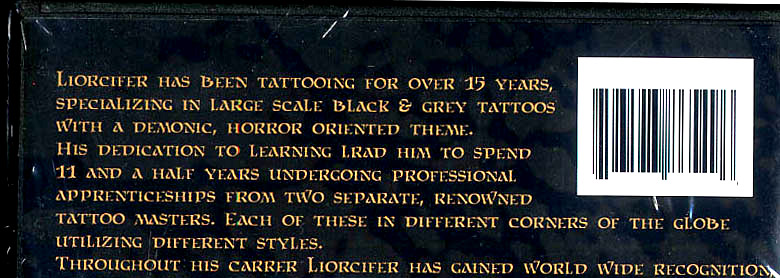 Liorcifer has been tattooing for over 15 years,
specializing in large scale black & grey tattoos
with a demonic, horror oriented theme.
His dedication to learning lrad him to spend
11 and a half years undergoing professional
apprenticeships from two separate, renowned
tattoo masters. Each of these in different corners of the globe
utilizing different styles.
Throughout his carrer Liorcifer has gained world wide recognition